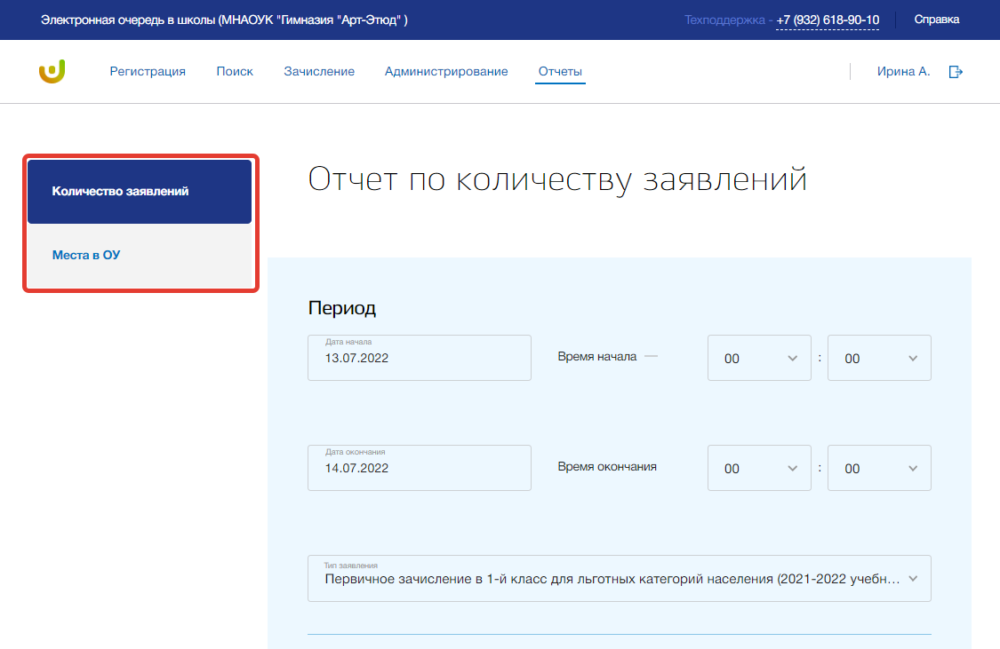 Электронная очередь в школы (МНАОУК "Гимназия "Арт-Этюд" )
Техподдержка - +7 (932) 618-90-10
Справка
Регистрация
Поиск
Зачисление
Администрирование
Отчеты
Ирина А.
Количество заявлений
Места в ОУ
Отчет по количеству заявлений
Период
Дата начала
13.07.2022
Время начала —
00 : 00
Дата окончания
14.07.2022
Время окончания
00 : 00
Тип заявления
Первичное зачисление в 1-й класс для льготных категорий населения (2021-2022 учебн...